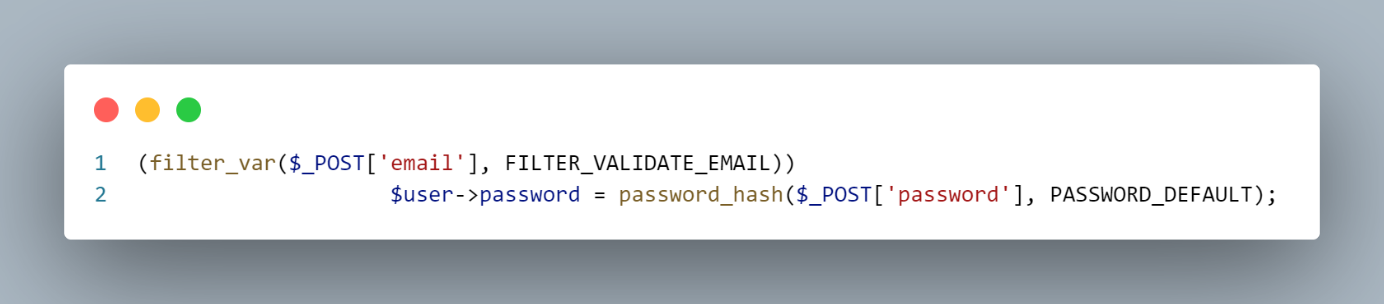 1 (filter_var($_POST['email'], FILTER_VALIDATE_EMAIL))
2 $user->password = password_hash($_POST['password'], PASSWORD_DEFAULT);